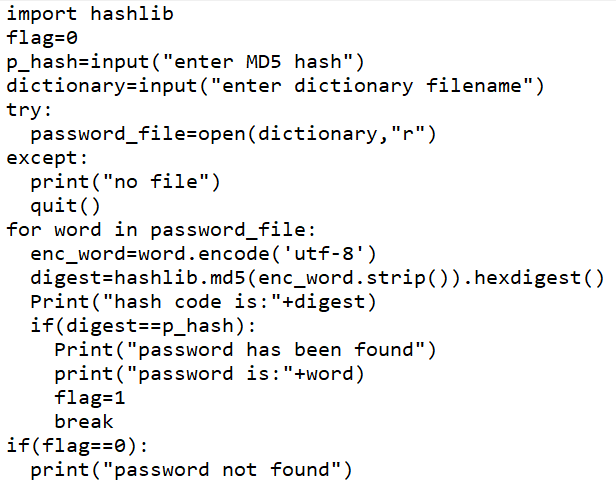 import hashlib
flag=0
p_hash=input("enter MD5 hash")
dictionary=input("enter dictionary filename")
try:
  password_file=open(dictionary,"r")
except:
  print("no file")
  quit()
for word in password_file:
  enc_word=word.encode('utf-8')
  digest=hashlib.md5(enc_word.strip()).hexdigest()
  Print("hash code is:"+digest)
  if(digest==p_hash):
    Print("password has been found")
    print("password is:"+word)
    flag=1
    break
if(flag==0):
  print("password not found")